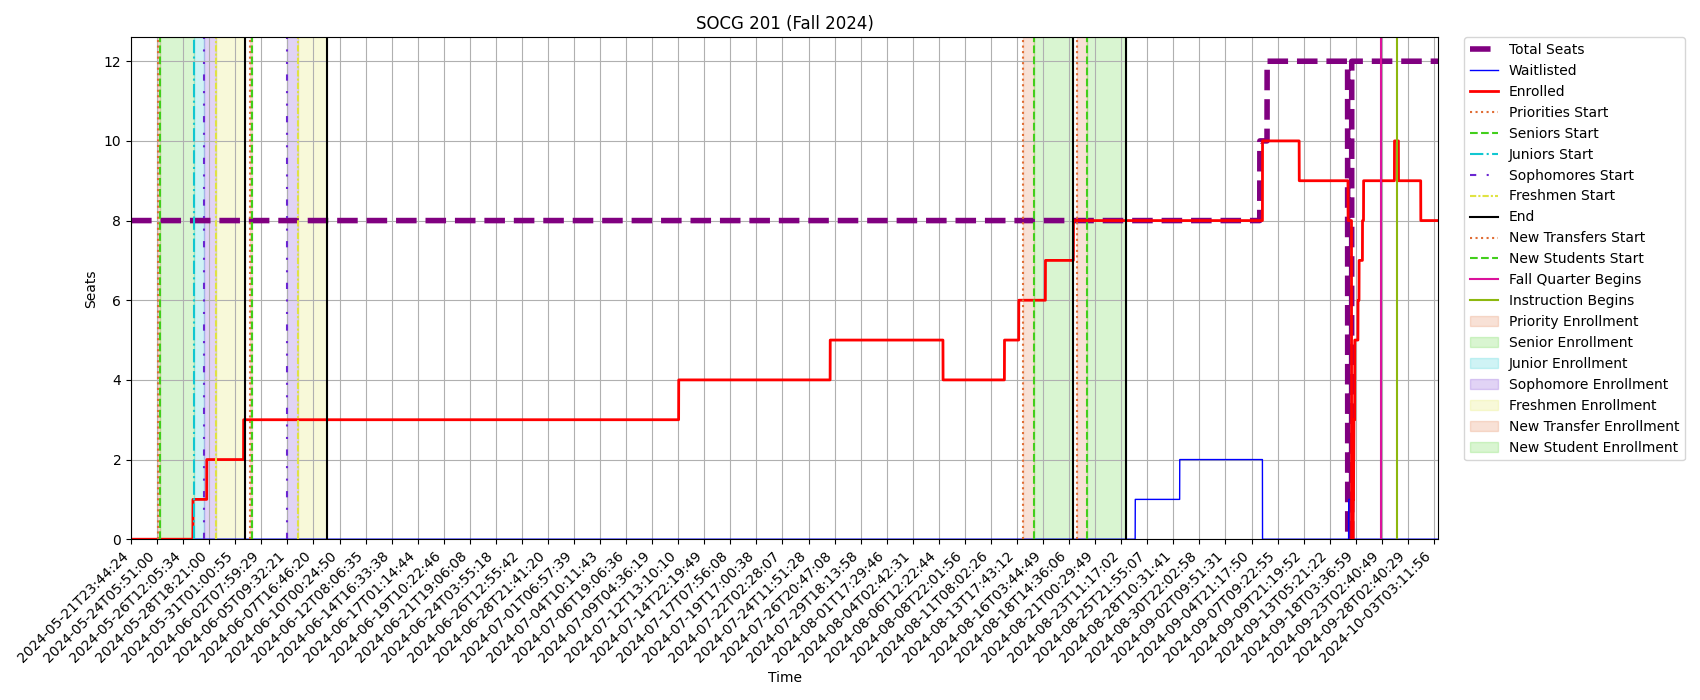 SOCG 201 (Fall 2024)
Seats
12
10
8
6
4
2
0
2024-05-21T23:44:24
2024-05-24T05:51:00
2024-05-26T12:05:34
2024-05-28T18:21:00
2024-05-31T01:00:55
2024-06-02T07:59:29
2024-06-05T09:32:21
2024-06-07T16:46:20
2024-06-10T00:24:50
2024-06-12T08:06:35
2024-06-14T16:33:38
2024-06-17T01:14:44
2024-06-19T10:22:46
2024-06-21T19:06:08
2024-06-24T03:55:18
2024-06-26T12:55:42
2024-06-28T21:41:20
2024-07-01T06:57:39
2024-07-04T10:11:43
2024-07-06T19:06:36
2024-07-09T04:36:19
2024-07-12T13:10:10
2024-07-14T22:19:49
2024-07-17T07:56:08
2024-07-19T17:00:38
2024-07-22T02:28:07
2024-07-24T11:51:28
2024-07-26T20:47:08
2024-07-29T18:13:58
2024-08-01T17:29:46
2024-08-04T02:42:31
2024-08-06T12:22:44
2024-08-08T22:01:56
2024-08-11T08:02:26
2024-08-13T17:43:12
2024-08-16T03:44:49
2024-08-18T14:36:06
2024-08-21T00:29:49
2024-08-23T11:17:02
2024-08-25T21:55:07
2024-08-28T10:31:41
2024-08-30T22:02:58
2024-09-02T09:51:31
2024-09-04T21:17:50
2024-09-07T09:22:55
2024-09-09T21:19:52
2024-09-13T05:21:22
2024-09-18T03:36:59
2024-09-23T02:40:49
2024-09-28T02:40:29
2024-10-03T03:11:56
Time
Total Seats
Waitlisted
Enrolled
Priorities Start
Seniors Start
Juniors Start
Sophomores Start
Freshmen Start
End
New Transfers Start
New Students Start
Fall Quarter Begins
Instruction Begins
Priority Enrollment
Senior Enrollment
Junior Enrollment
Sophomore Enrollment
Freshmen Enrollment
New Transfer Enrollment
New Student Enrollment